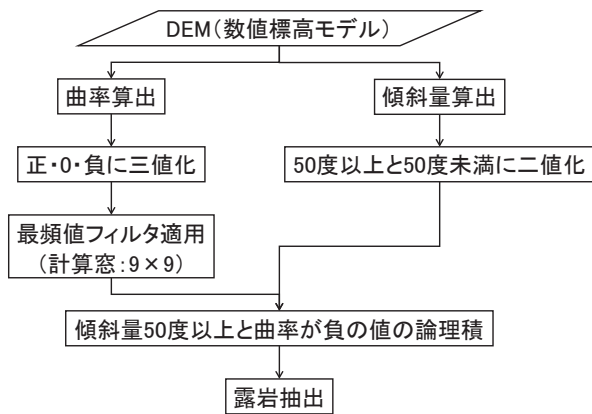 DEM(数値標高モデル)
曲率算出
傾斜量算出
正・0・負に三値化
50度以上と50度未満に二値化
最頻値フィルタ適用
(計算窓:9×9)
傾斜量50度以上と曲率が負の値の論理積
露岩抽出